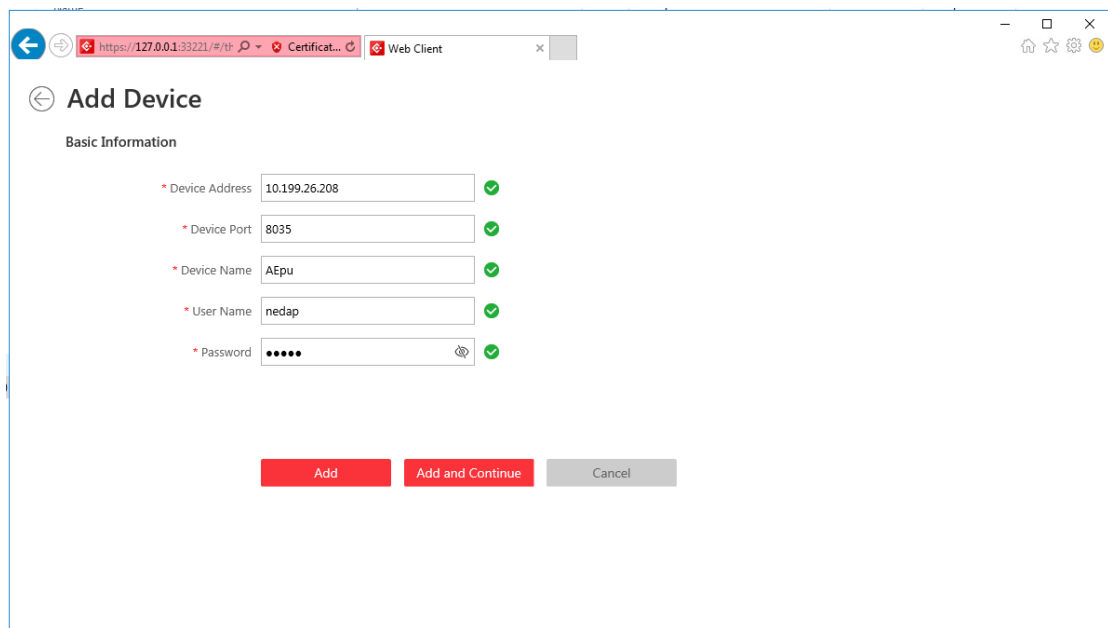 https://127.0.0.1:33221/#/th
Certificat...
Web Client
Add Device
Basic Information
* Device Address 10.199.26.208
* Device Port 8035
* Device Name AEpu
* User Name nedap
* Password •••••
Add Add and Continue Cancel